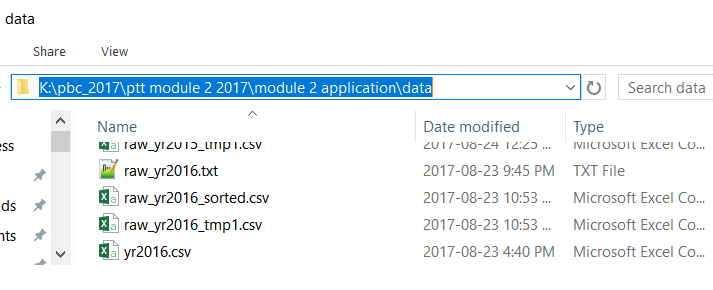 data
Share View
K:\pbc_2017\ptt module 2 2017\module 2 application\data
Search data
Name Date modified Type
raw_yr2015_tmp1.csv 2017-08-24 12:25 ... Microsoft Excel Co...
ess
raw_yr2016.txt 2017-08-23 9:45 PM TXT File
raw_yr2016_sorted.csv 2017-08-23 10:53 ... Microsoft Excel Co...
nds
raw_yr2016_tmp1.csv 2017-08-23 10:53 ... Microsoft Excel Co...
nts
yr2016.csv 2017-08-23 4:40 PM Microsoft Excel Co...